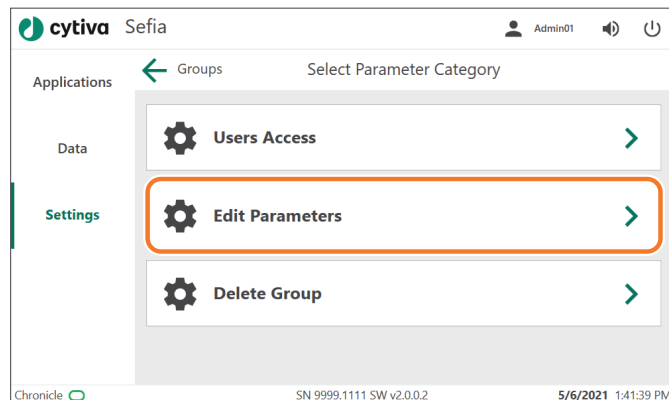 cytiva Sefia Admin01
Applications
Data
Settings
Groups Select Parameter Category
Users Access
Edit Parameters
Delete Group
Chronicle SN 9999.1111 SW v2.0.0.2 5/6/2021 1:41:39 PM